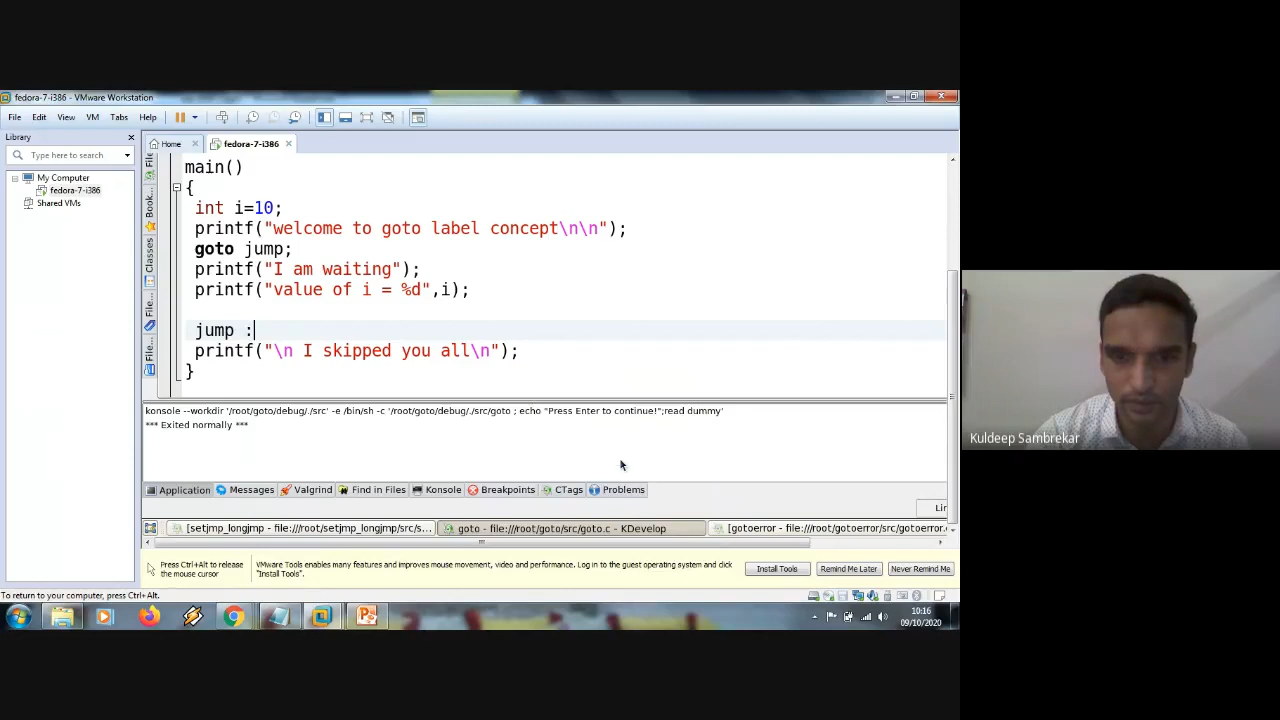 fedora-7-i386 - VMware Workstation
File Edit View VM Tabs Help
Library
Type here to search
My Computer
fedora-7-i386
Shared VMs
Home
fedora-7-i386
File
Book...
Classes
File...
File...
main()
{
int i=10;
printf("welcome to goto label concept\n\n");
goto jump;
printf("I am waiting");
printf("value of i = %d",i);
jump :
printf("\n I skipped you all\n");
}
konsole --workdir '/root/goto/debug/./src' -e /bin/sh -c '/root/goto/debug/./src/goto ; echo "Press Enter to continue!";read dummy"
*** Exited normally ***
Application Messages Valgrind Find in Files Konsole Breakpoints CTags Problems
Lin
[setjmp_longjmp - file:///root/setjmp_longjmp/src/s... goto - file:///root/goto/src/goto.c - KDevelop [gotoerror - file:///root/gotoerror/src/gotoerror.c
Press Ctrl+Alt to release
the mouse cursor
VMware Tools enables many features and improves mouse movement, video and performance. Log in to the guest operating system and click
"Install Tools".
Install Tools Remind Me Later Never Remind Me
To return to your computer, press Ctrl+Alt.
10:16
09/10/2020
Kuldeep Sambrekar